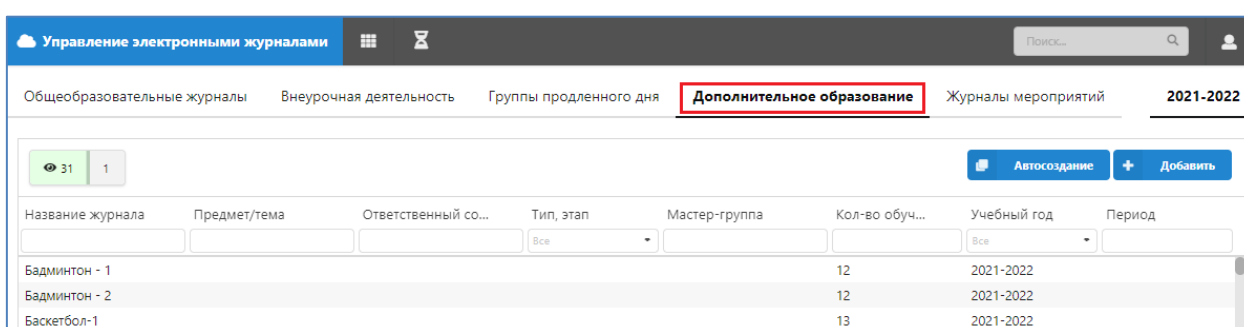 Управление электронными журналами Поиск...
Общеобразовательные журналы Внеурочная деятельность Группы продленного дня Дополнительное образование Журналы мероприятий 2021-2022
31 1 Автосоздание + Добавить
Название журнала Предмет/тема Ответственный со... Тип, этап Мастер-группа Кол-во обуч... Учебный год Период
Все Все
Бадминтон - 1 12 2021-2022
Бадминтон - 2 12 2021-2022
Баскетбол-1 13 2021-2022